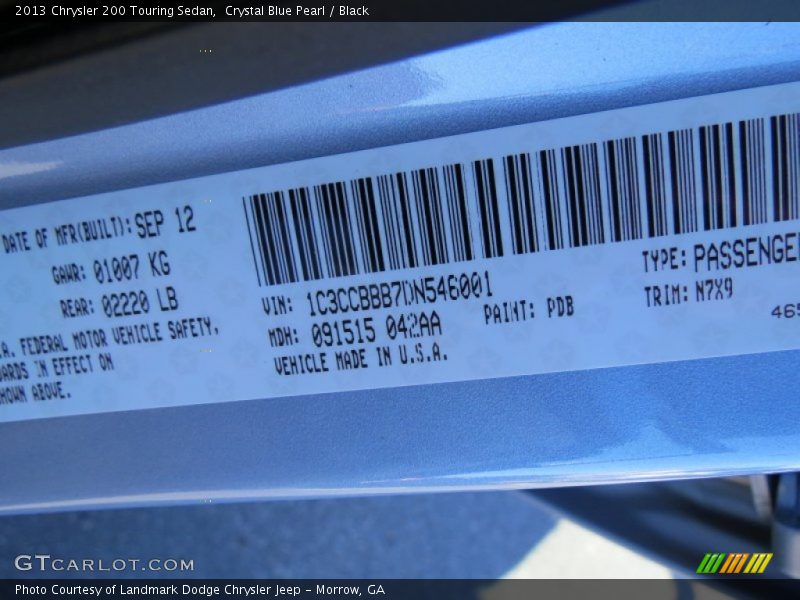 2013 Chrysler 200 Touring Sedan, Crystal Blue Pearl / Black
DATE OF MFR(BUILT): SEP 12
GAWR: 01007 KG
REAR: 02220 LB
.A. FEDERAL MOTOR VEHICLE SAFETY,
ARDS IN EFFECT ON
HOWN ABOVE.
VIN: 1C3CCBBB7DN546001
MDH: 091515 042AA
VEHICLE MADE IN U.S.A.
PAINT: PDB
TYPE: PASSENGE
TRIM: N7X9
465
GTCARLOT.COM
Photo Courtesy of Landmark Dodge Chrysler Jeep - Morrow, GA